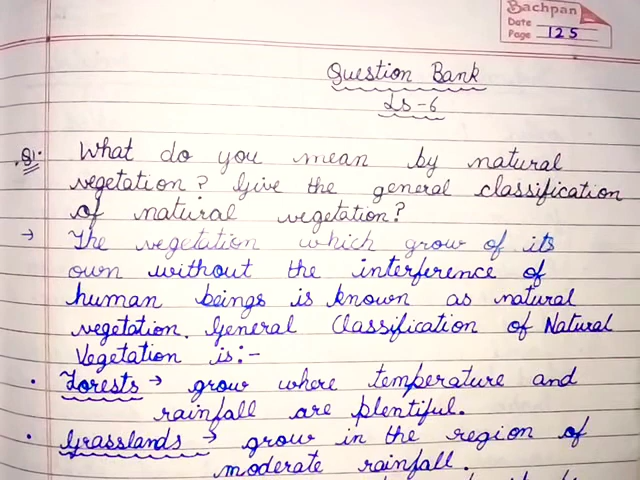 Bachpan
Date
Page 125
Question Bank
LS-6
Q1. What do you mean by natural
vegetation? Give the general classification
of natural vegetation?
→ The vegetation which grow of its
own without the interference of
human beings is known as natural
vegetation. General Classification of Natural
Vegetation is:-
• Forests → grow where temperature and
rainfall are plentiful.
• Grasslands → grow in the region of
moderate rainfall.